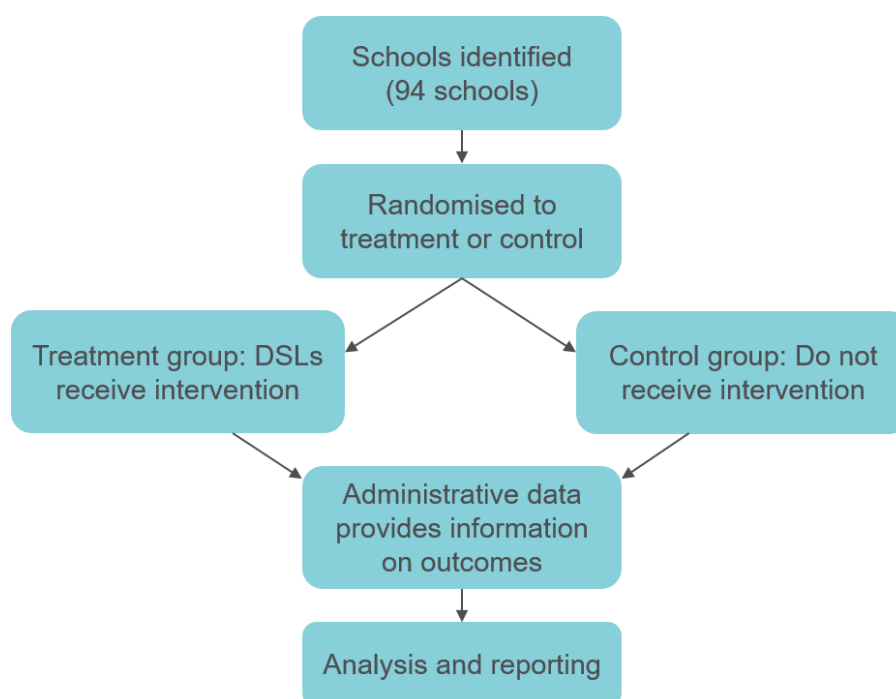 Schools identified
(94 schools)
Randomised to
treatment or control
Treatment group: DSLs
receive intervention
Control group: Do not
receive intervention
Administrative data
provides information
on outcomes
Analysis and reporting